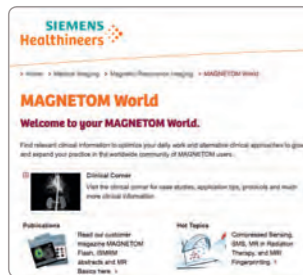 SIEMENS
Healthineers
› Home › Medical Imaging › Magnetic Resonance Imaging › MAGNETOM World
MAGNETOM World
Welcome to your MAGNETOM World.
Find relevant clinical information to optimize your daily work and alternative clinical approaches to grow
and expand your practice in the worldwide community of MAGNETOM users.
Clinical Corner
Visit the clinical corner for case studies, application tips, products and much
more clinical information.
Publications
Read our customer
magazine MAGNETOM
Flash, ISMRM
abstracts and MR
Basics here. ›
Hot Topics
Compressed Sensing,
SMS, MR in Radiation
Therapy, and MR
Fingerprinting. ›